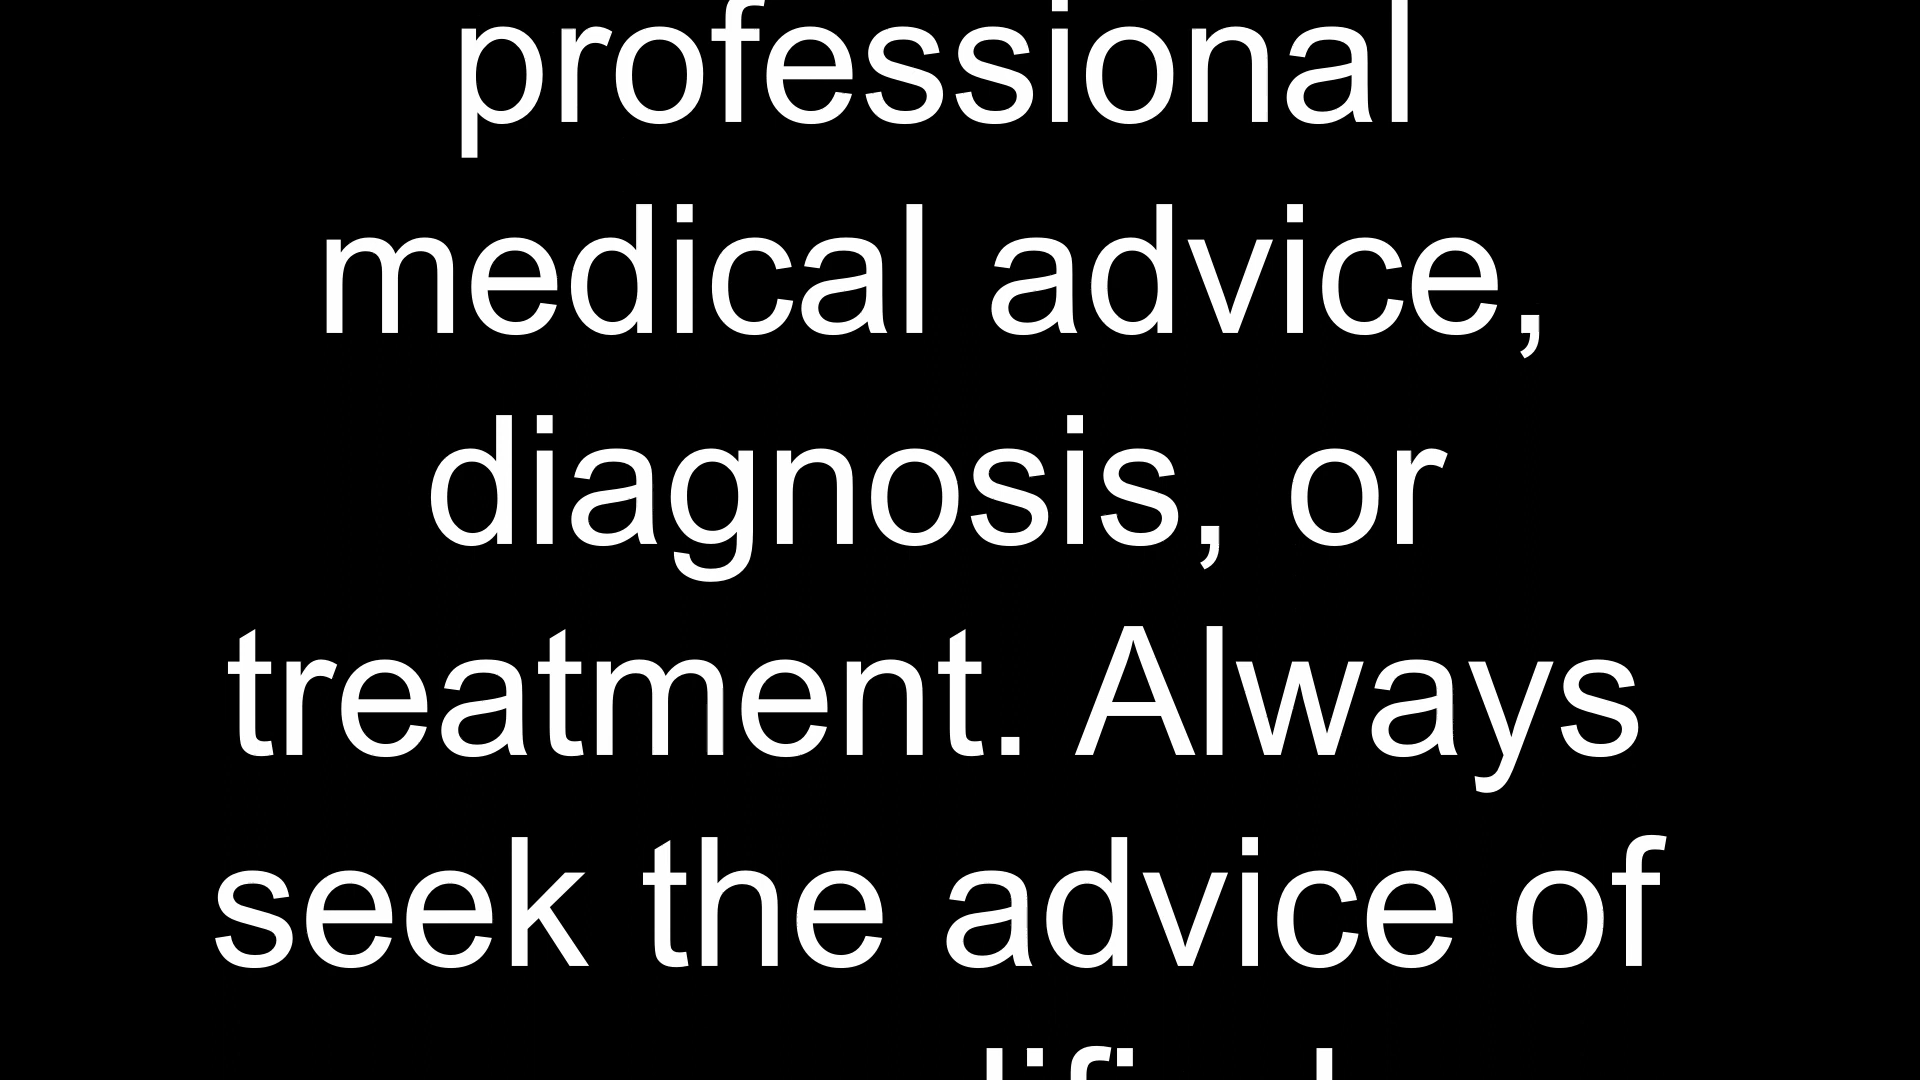 professional
medical advice,
diagnosis, or
treatment. Always
seek the advice of